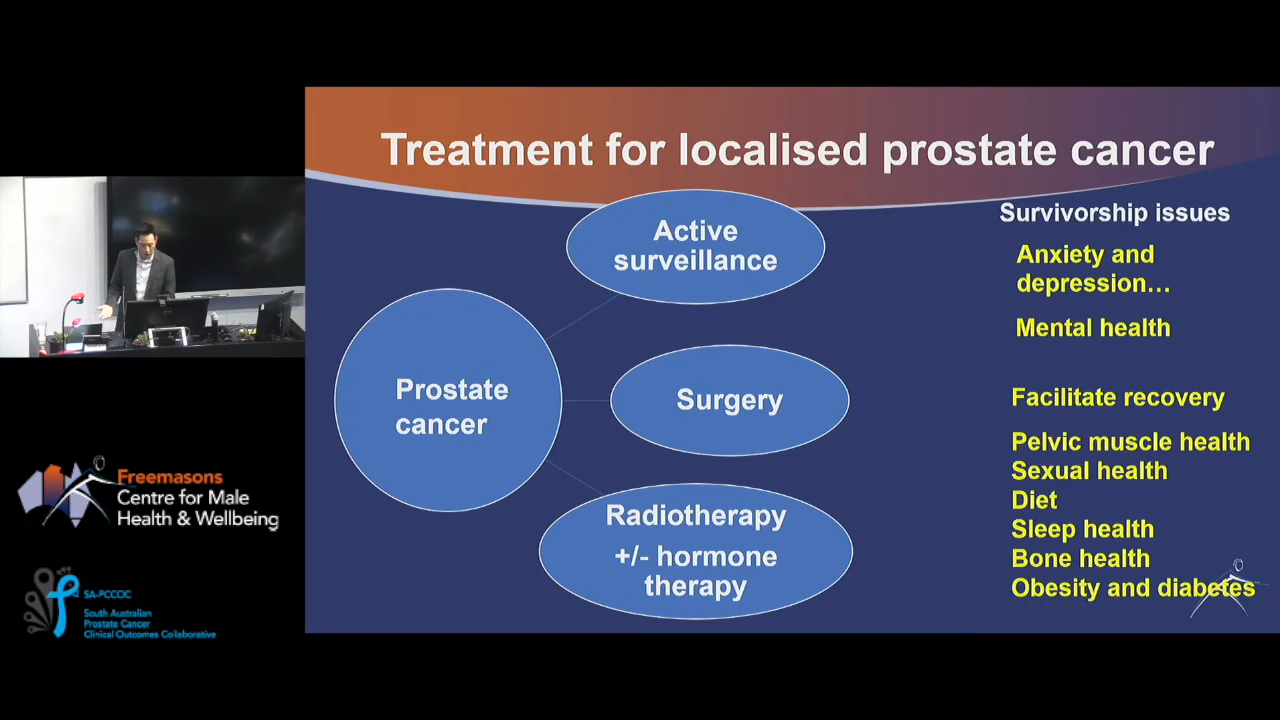 Treatment for localised prostate cancer
Active
surveillance
Prostate
cancer
Surgery
Radiotherapy
+/- hormone
therapy
Survivorship issues
Anxiety and
depression…
Mental health
Facilitate recovery
Pelvic muscle health
Sexual health
Diet
Sleep health
Bone health
Obesity and diabetes
Freemasons
Centre for Male
Health & Wellbeing
SA-PCCOC
South Australian
Prostate Cancer
Clinical Outcomes Collaborative